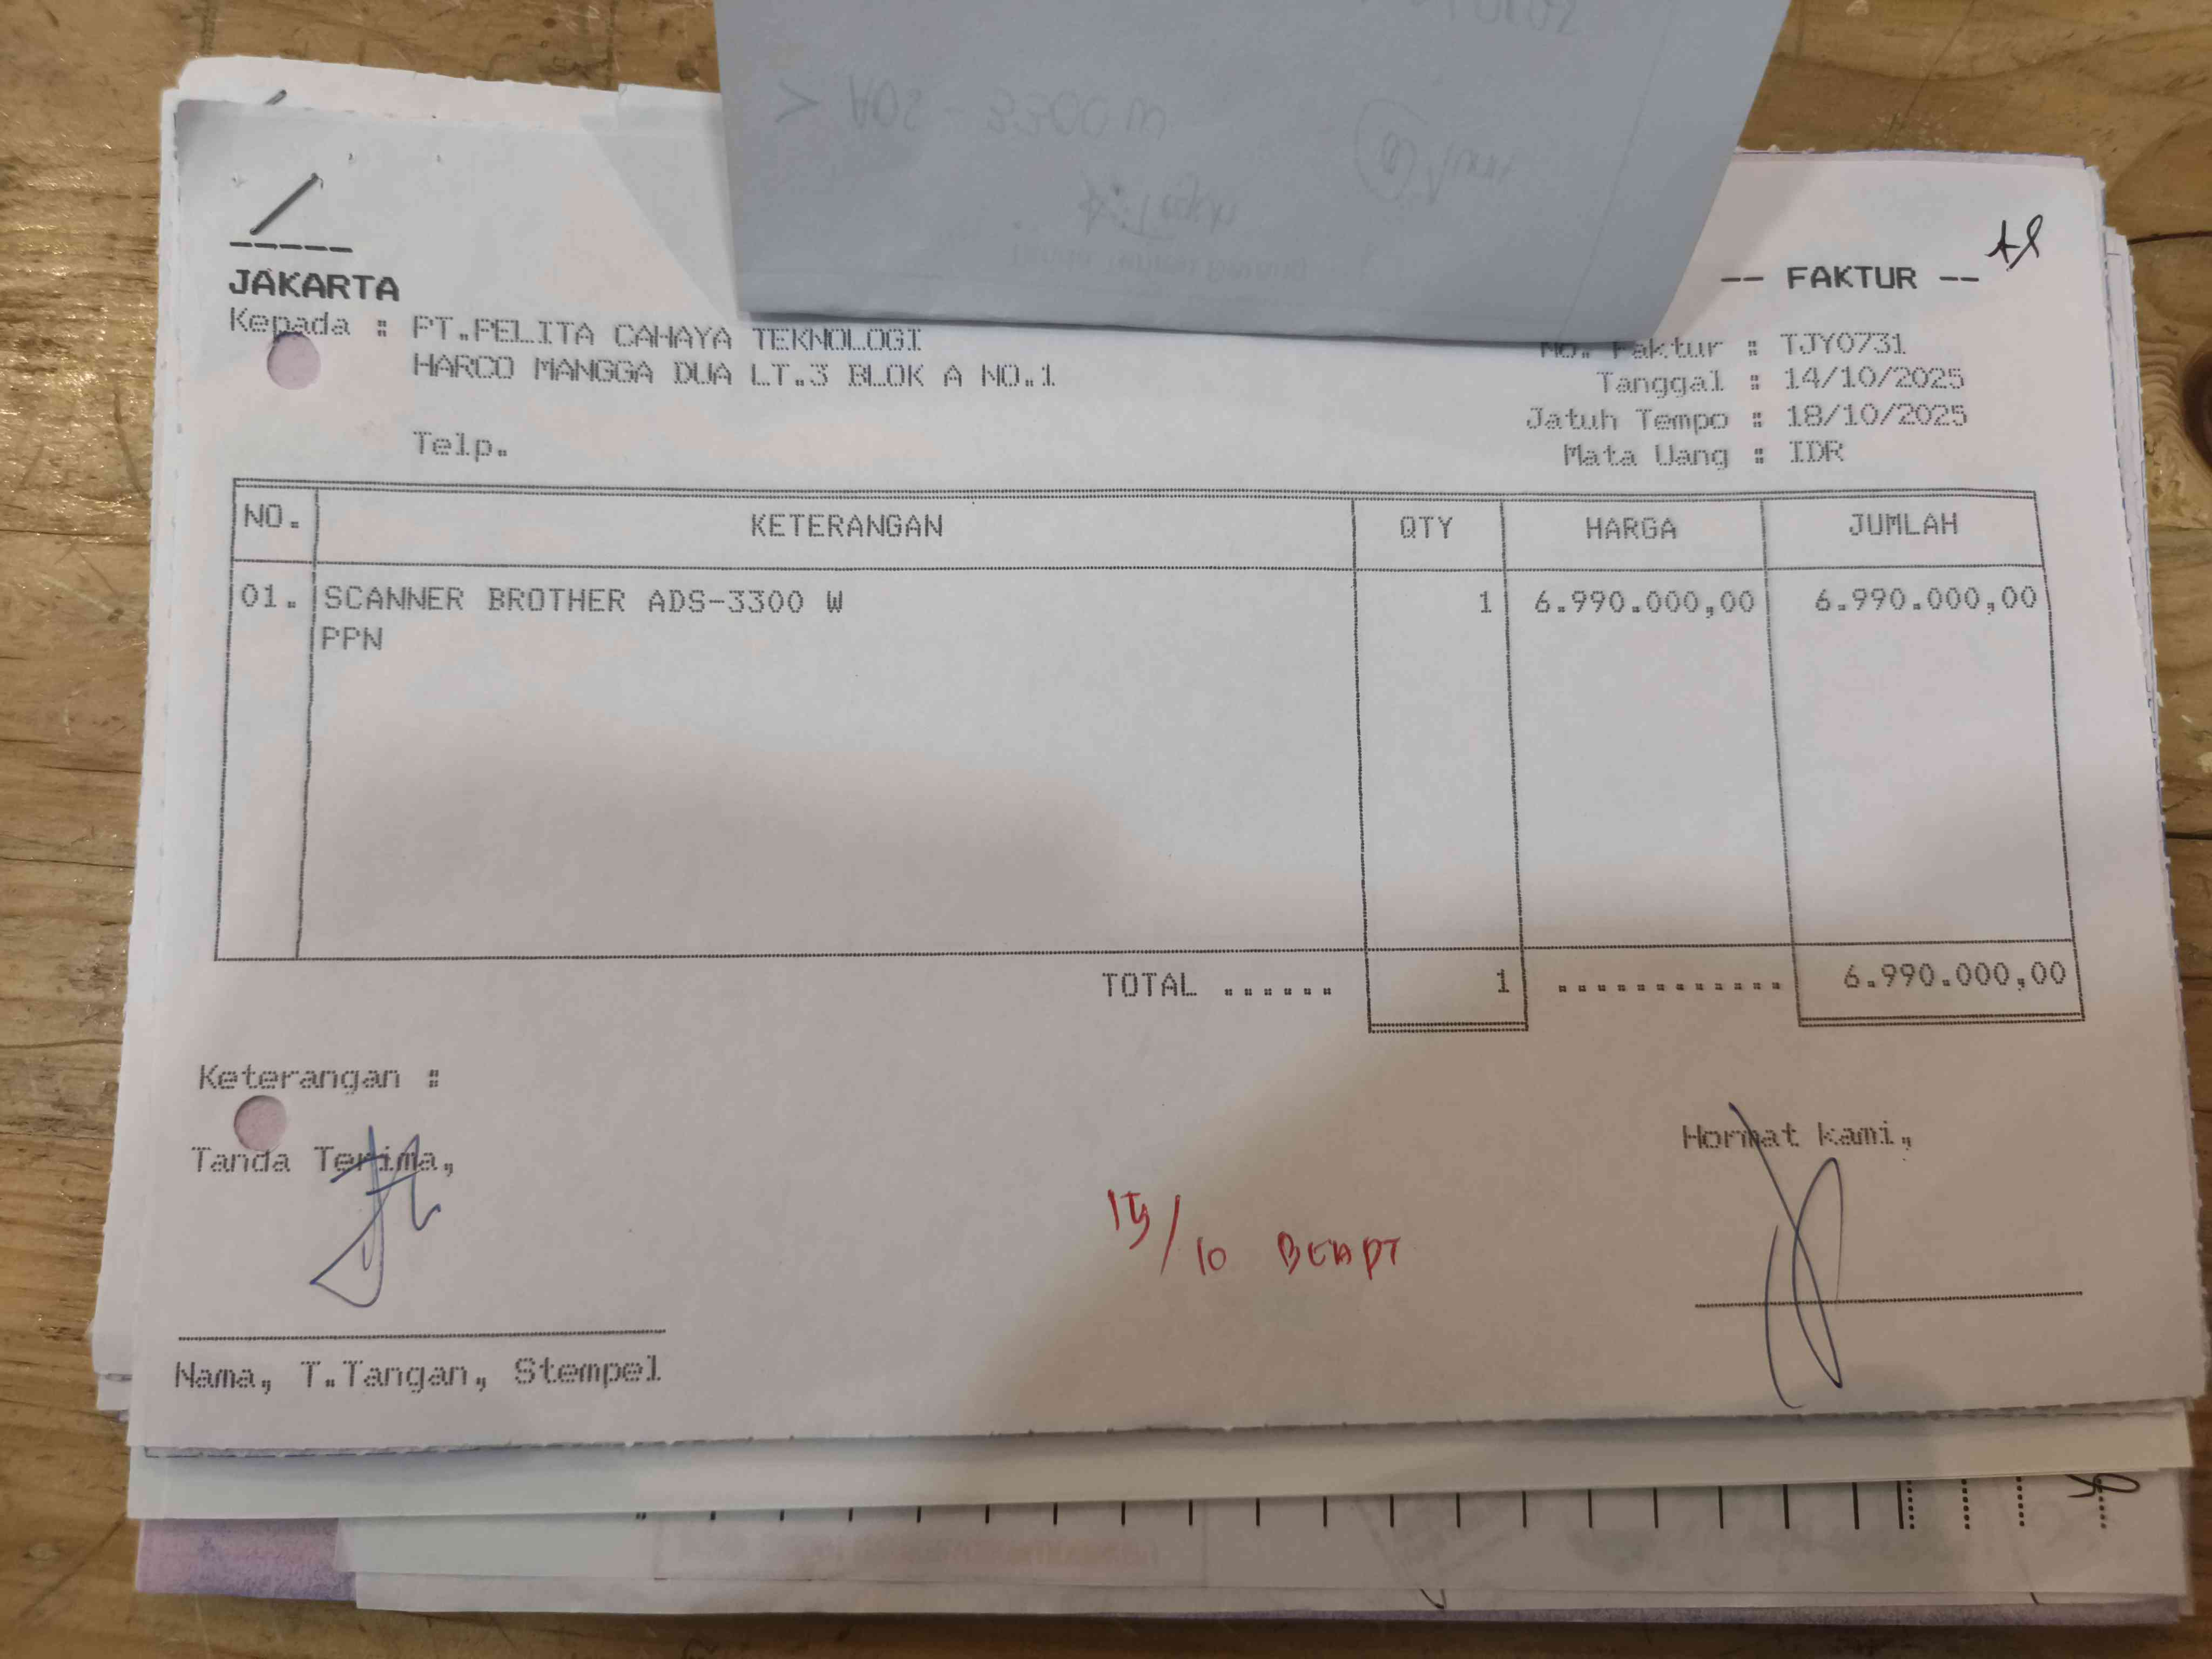 JAKARTA
-- FAKTUR --
Kepada : PT.PELITA CAHAYA TEKNOLOGI
HARCO MANGGA DUA LT.3 BLOK A NO.1
Telp.
No. Faktur : TJY0731
Tanggal : 14/10/2025
Jatuh Tempo : 18/10/2025
Mata Uang : IDR
NO. KETERANGAN QTY HARGA JUMLAH
01. SCANNER BROTHER ADS-3300 W 1 6.990.000,00 6.990.000,00
PPN
TOTAL ...... 1 ............ 6.990.000,00
Keterangan :
Tanda Terima,
Hormat kami,
15/10 BCA PT
Nama, T.Tangan, Stempel